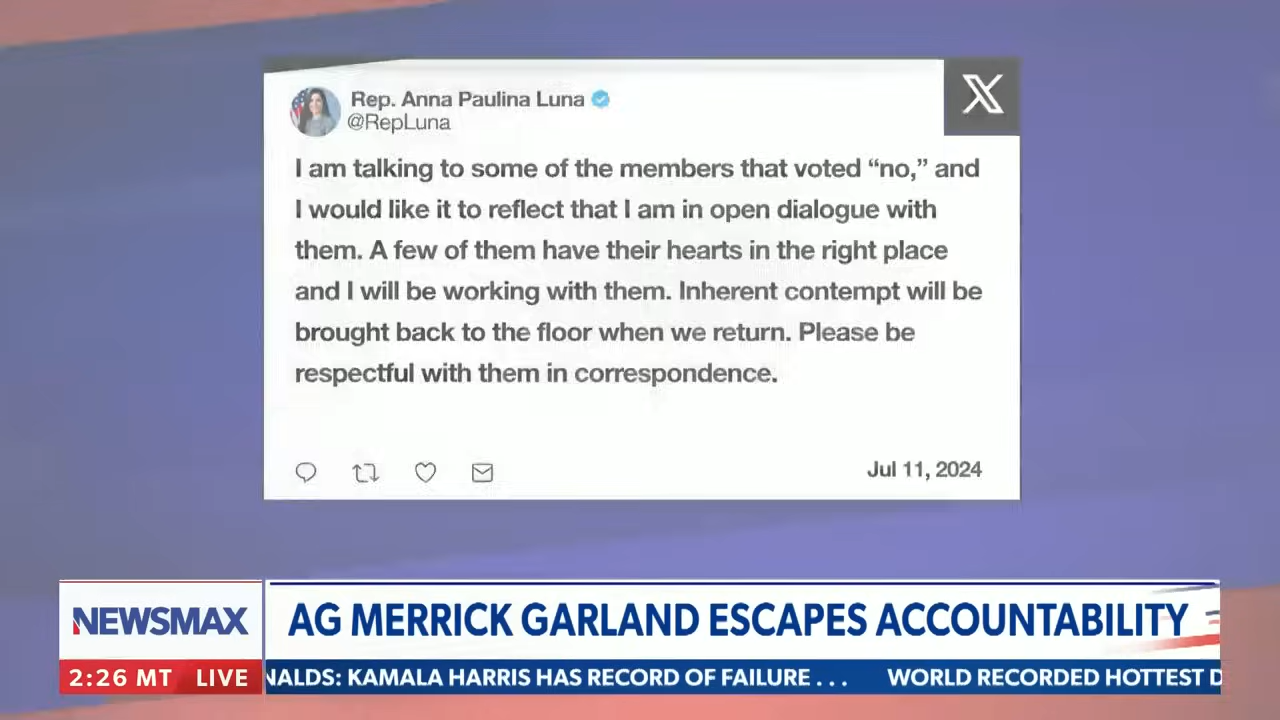 Rep. Anna Paulina Luna
@RepLuna
I am talking to some of the members that voted “no,” and
I would like it to reflect that I am in open dialogue with
them. A few of them have their hearts in the right place
and I will be working with them. Inherent contempt will be
brought back to the floor when we return. Please be
respectful with them in correspondence.
Jul 11, 2024
NEWSMAX
AG MERRICK GARLAND ESCAPES ACCOUNTABILITY
2:26 MT LIVE
NALDS: KAMALA HARRIS HAS RECORD OF FAILURE . . . WORLD RECORDED HOTTEST D